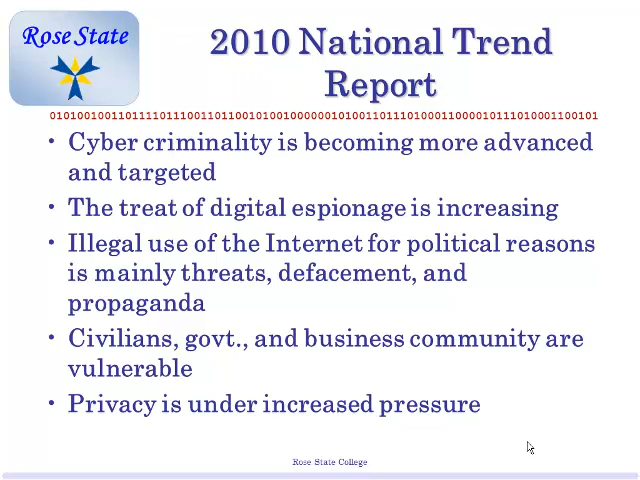 Rose State
2010 National Trend
Report
0101001001101111011100110110010100100000010100110111010001100001011101000110010​1
• Cyber criminality is becoming more advanced
and targeted
• The treat of digital espionage is increasing
• Illegal use of the Internet for political reasons
is mainly threats, defacement, and
propaganda
• Civilians, govt., and business community are
vulnerable
• Privacy is under increased pressure
Rose State College